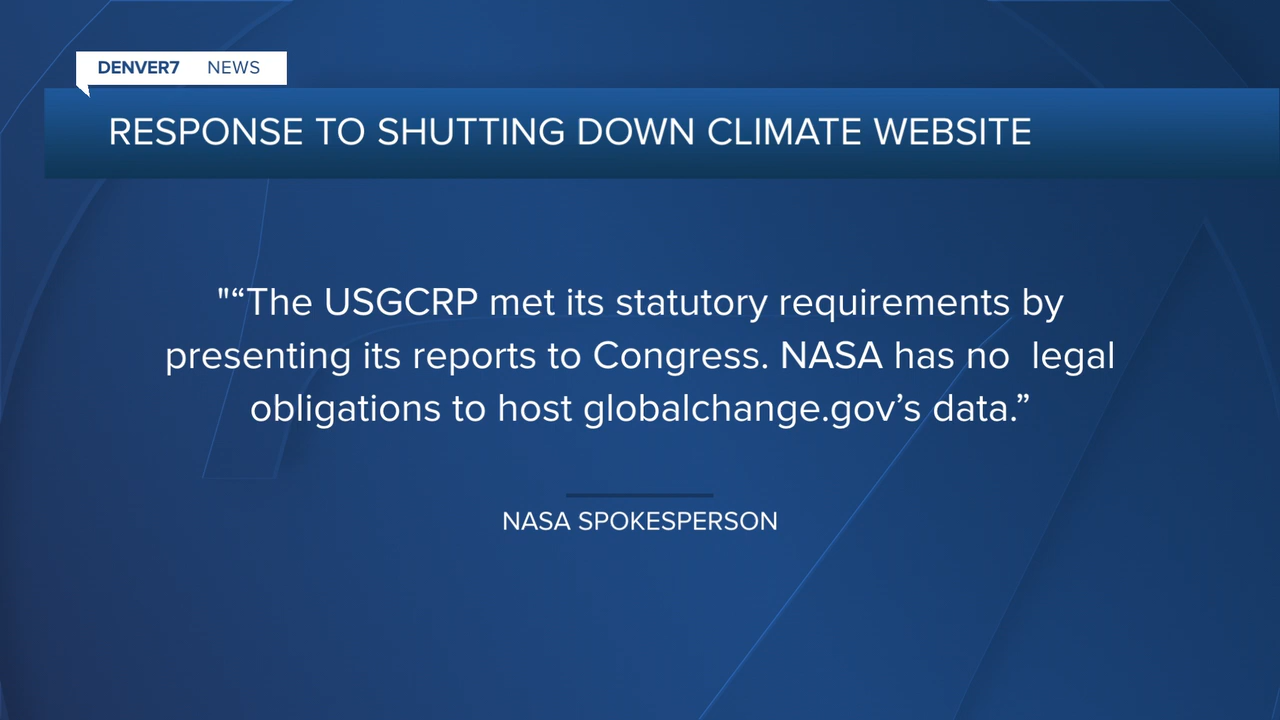 DENVER7 NEWS
RESPONSE TO SHUTTING DOWN CLIMATE WEBSITE
"“The USGCRP met its statutory requirements by
presenting its reports to Congress. NASA has no  legal
obligations to host globalchange.gov’s data.”
NASA SPOKESPERSON